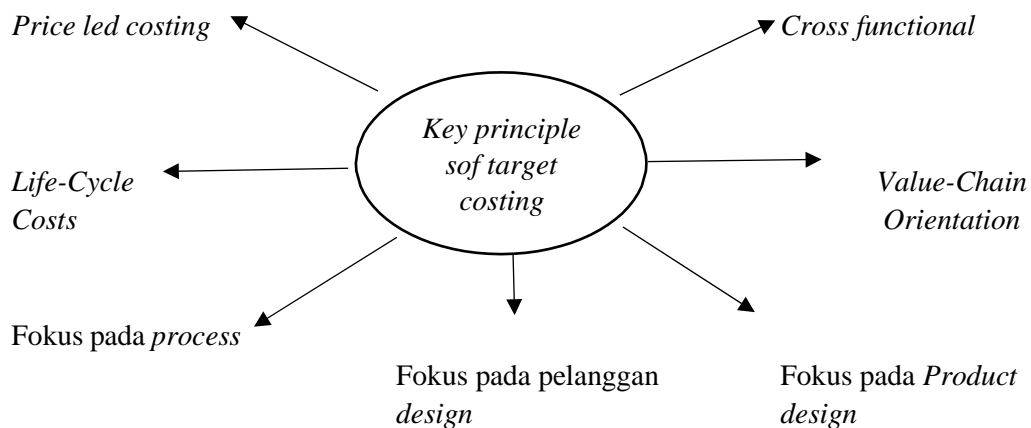 Price led costing
Cross functional
Key principle
sof target
costing
Life-Cycle
Costs
Value-Chain
Orientation
Fokus pada process
Fokus pada pelanggan
design
Fokus pada Product
design